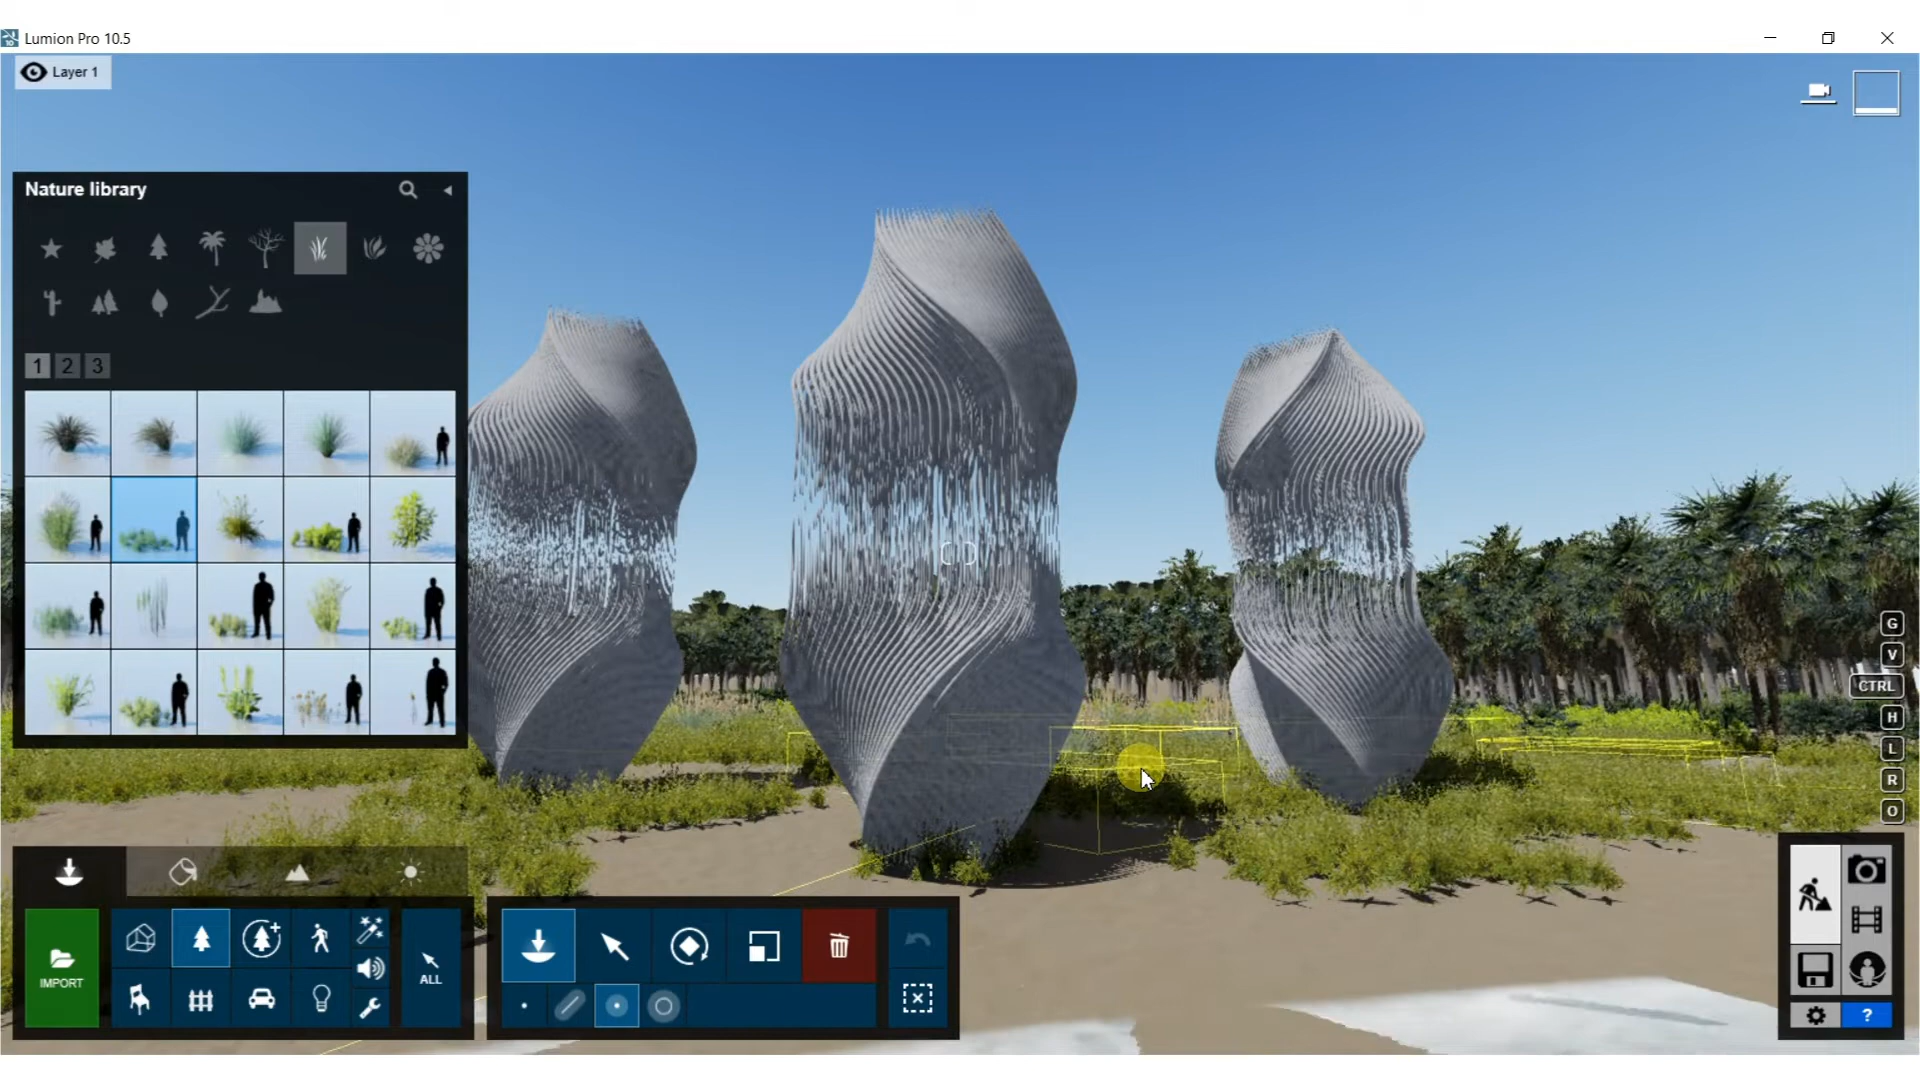 Lumion Pro 10.5
Layer 1
Nature library
1 2 3
G
V
CTRL
H
L
R
O
IMPORT
ALL
?